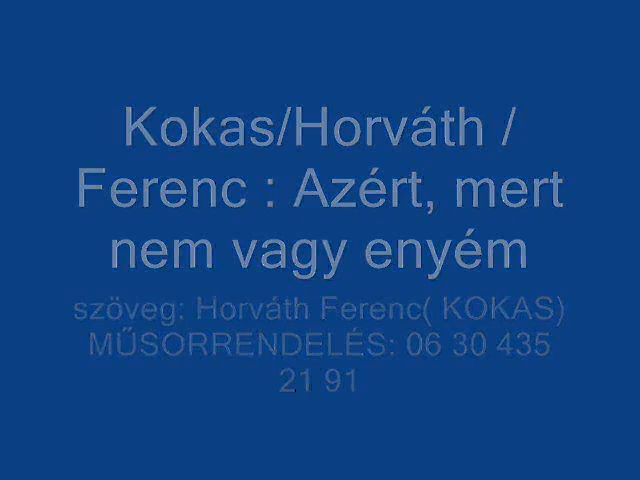 Kokas/Horváth /
Ferenc : Azért, mert
nem vagy enyém
szöveg: Horváth Ferenc( KOKAS)
MŰSORRENDELÉS: 06 30 435
21 91